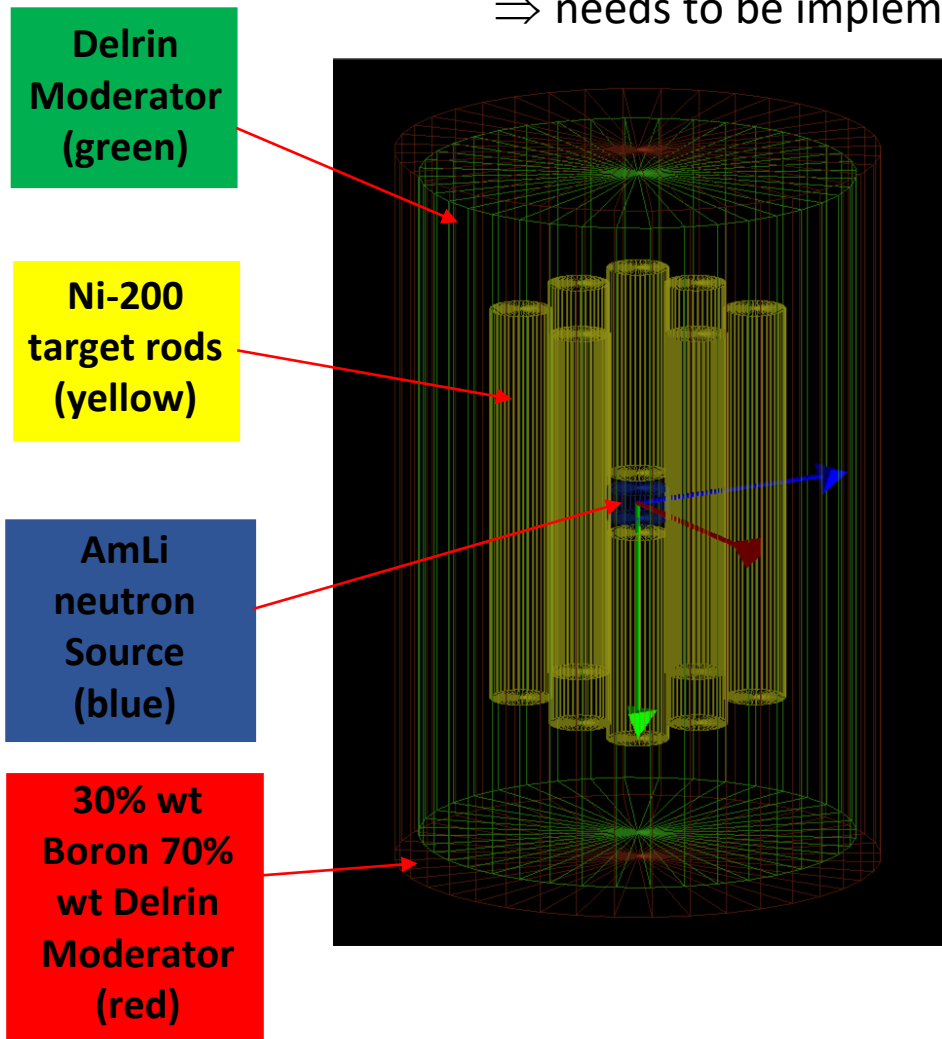 ⇒ needs to be implem
Delrin
Moderator
(green)
Ni-200
target rods
(yellow)
AmLi
neutron
Source
(blue)
30% wt
Boron 70%
wt Delrin
Moderator
(red)